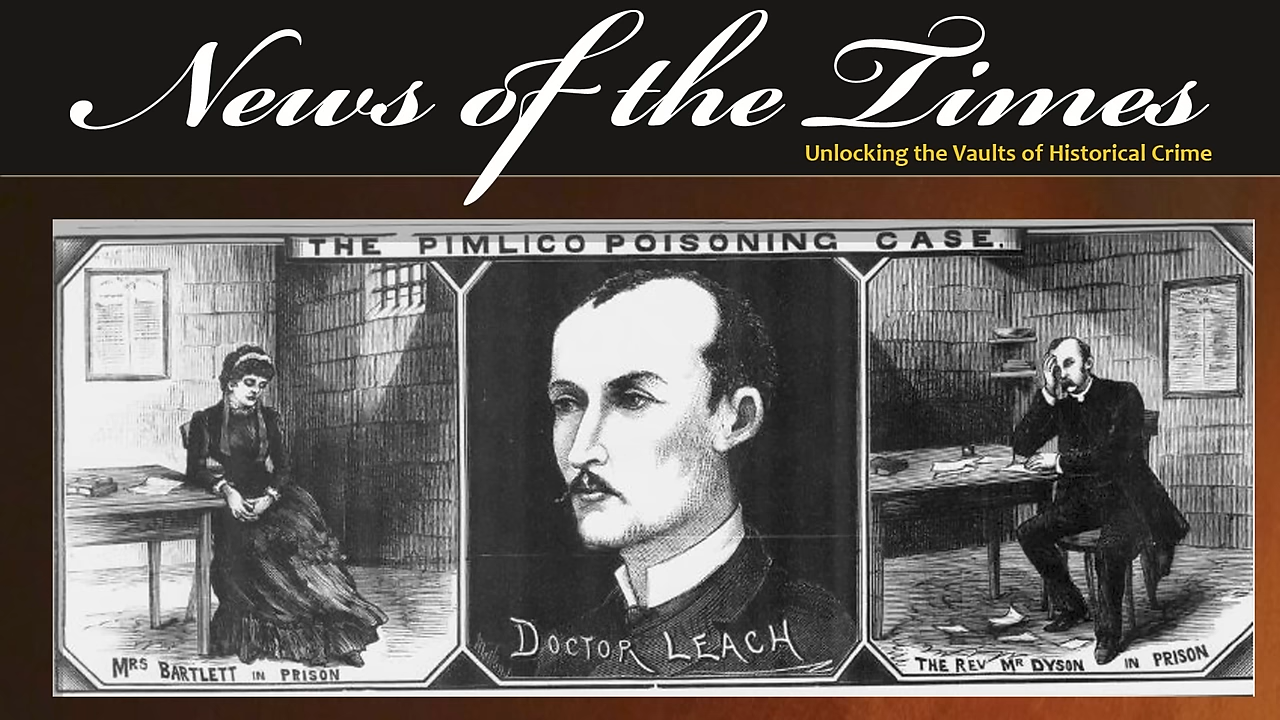 News of the Times
Unlocking the Vaults of Historical Crime
THE PIMLICO POISONING CASE.
MRS BARTLETT IN PRISON
DOCTOR LEACH
THE REV MR DYSON IN PRISON